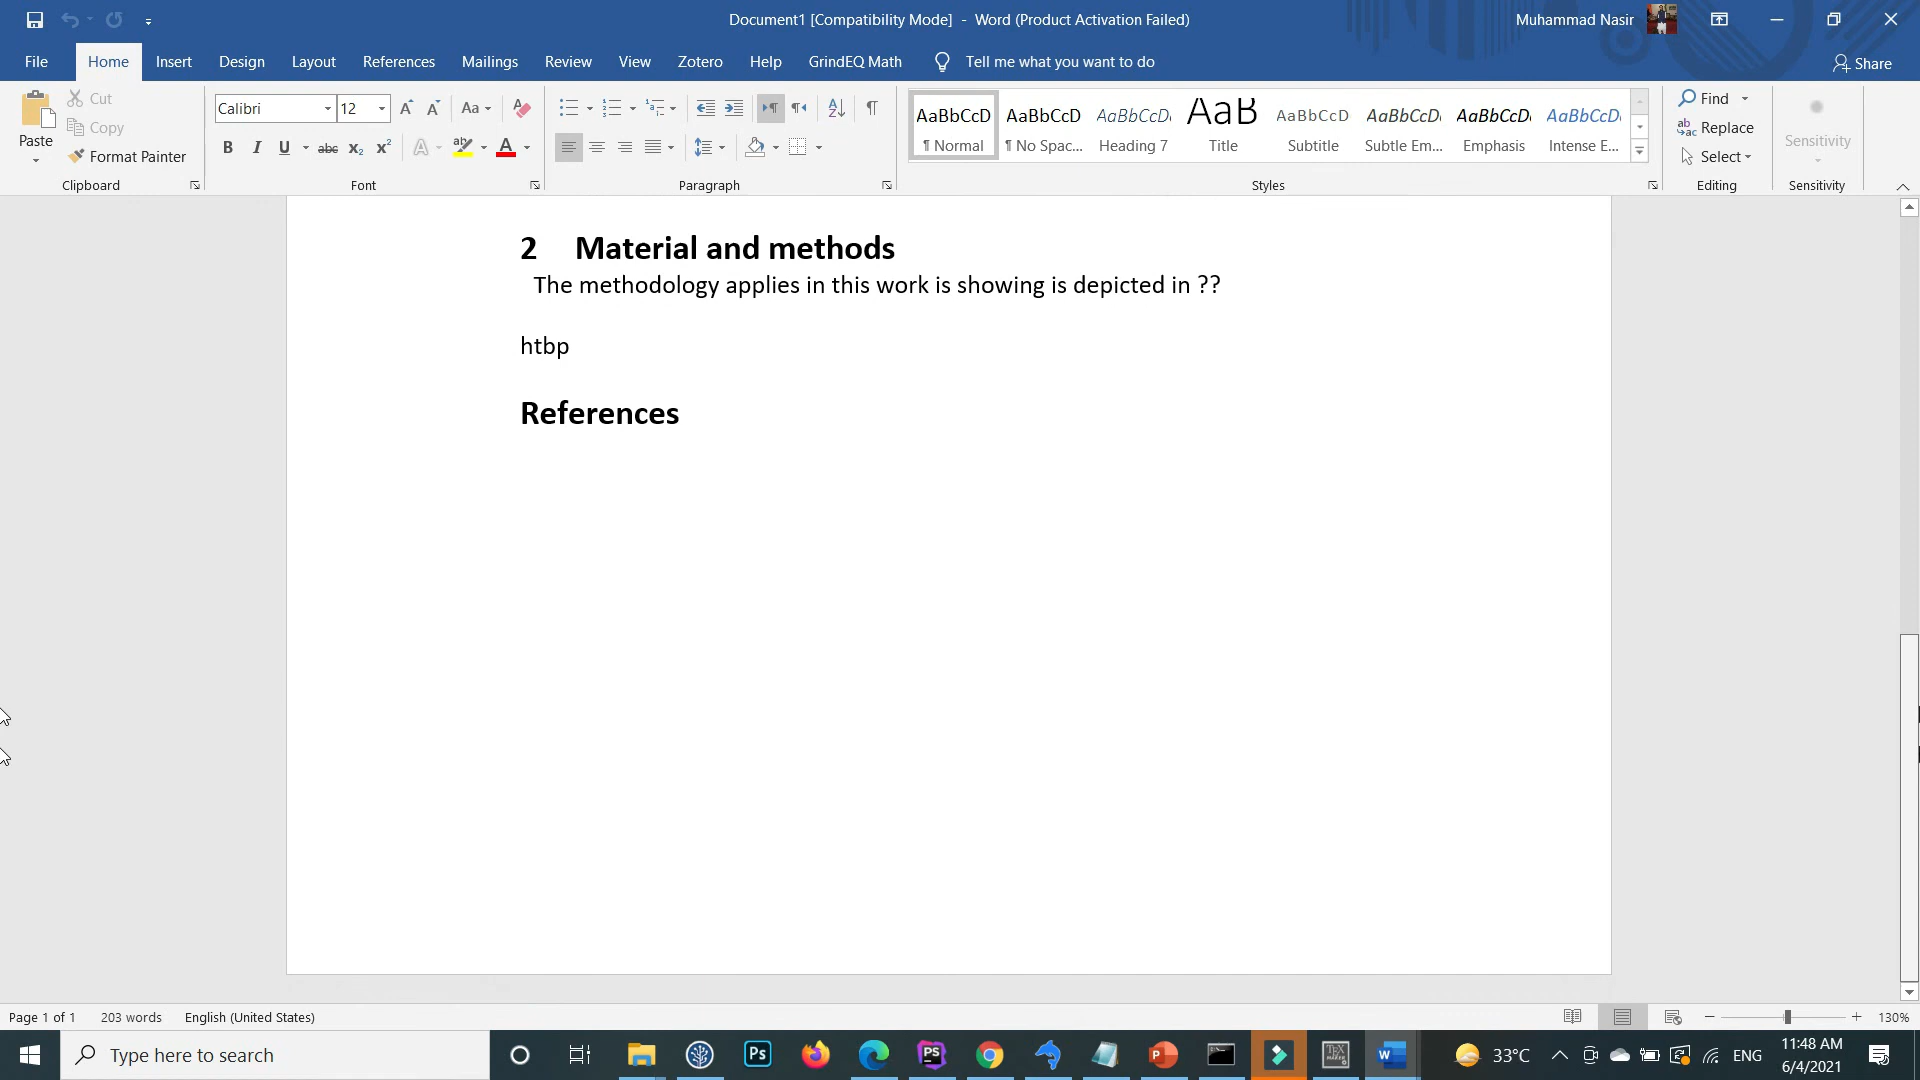 Document1 [Compatibility Mode] - Word (Product Activation Failed)
Muhammad Nasir
File Home Insert Design Layout References Mailings Review View Zotero Help GrindEQ Math Tell me what you want to do Share
Cut
Copy
Paste
Format Painter
Clipboard
Calibri 12
Font
Paragraph
AaBbCcD AaBbCcD AaBbCcD AaB AaBbCcD AaBbCcD AaBbCcD AaBbCcD
¶ Normal ¶ No Spac... Heading 7 Title Subtitle Subtle Em... Emphasis Intense E...
Styles
Find
Replace
Select
Editing
Sensitivity
Sensitivity
2 Material and methods
The methodology applies in this work is showing is depicted in ??
htbp
References
Page 1 of 1 203 words English (United States) 130%
Type here to search
33°C ENG
11:48 AM
6/4/2021